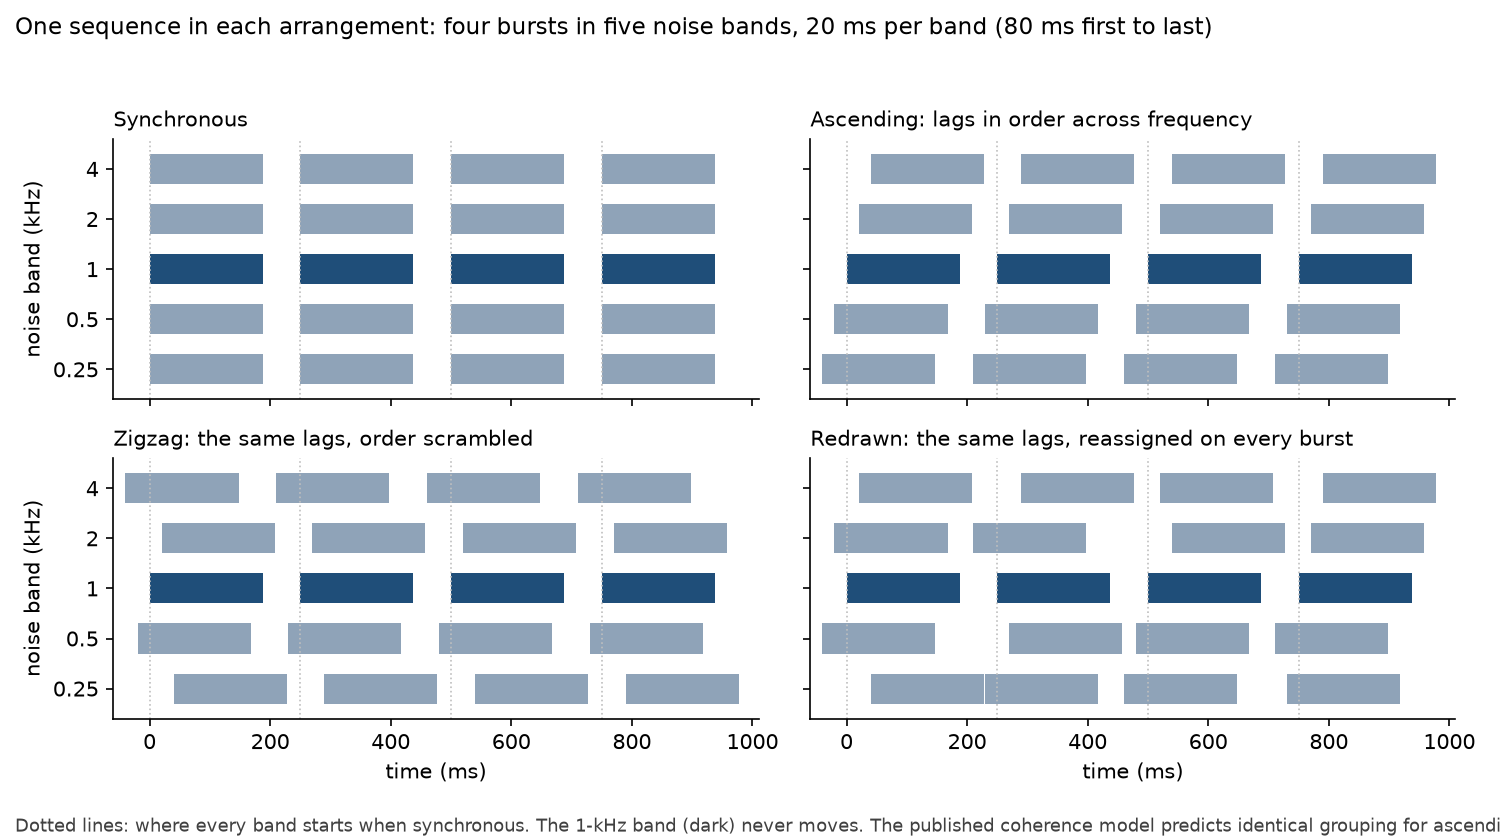 One sequence in each arrangement: four bursts in five noise bands, 20 ms per band (80 ms first to last)
Synchronous
noise band (kHz)
4
2
1
0.5
0.25
Ascending: lags in order across frequency
Zigzag: the same lags, order scrambled
noise band (kHz)
4
2
1
0.5
0.25
0 200 400 600 800 1000
time (ms)
Redrawn: the same lags, reassigned on every burst
0 200 400 600 800 1000
time (ms)
Dotted lines: where every band starts when synchronous. The 1-kHz band (dark) never moves. The published coherence model predicts identical grouping for ascendi